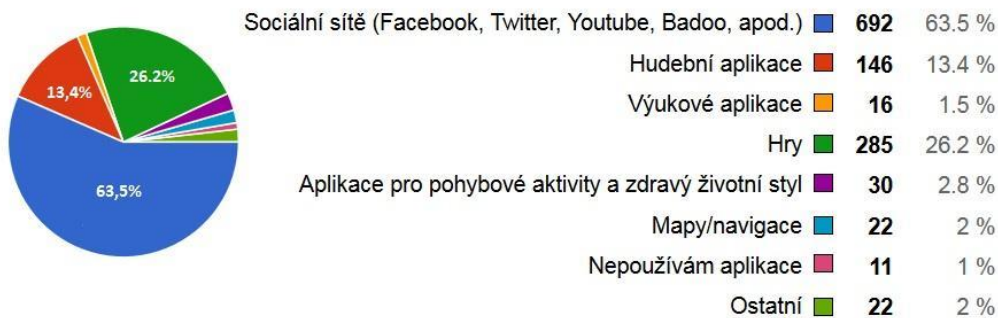 Sociální sítě (Facebook, Twitter, Youtube, Badoo, apod.) 692 63.5 %
Hudební aplikace 146 13.4 %
Výukové aplikace 16 1.5 %
Hry 285 26.2 %
Aplikace pro pohybové aktivity a zdravý životní styl 30 2.8 %
Mapy/navigace 22 2 %
Nepoužívám aplikace 11 1 %
Ostatní 22 2 %
26.2%
13,4%
63,5%